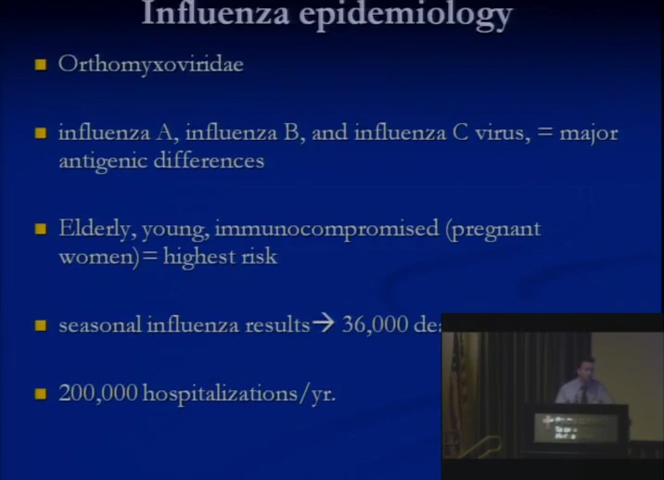 Influenza epidemiology
Orthomyxoviridae
influenza A, influenza B, and influenza C virus, = major
antigenic differences
Elderly, young, immunocompromised (pregnant
women)= highest risk
seasonal influenza results→ 36,000
200,000 hospitalizations/yr.